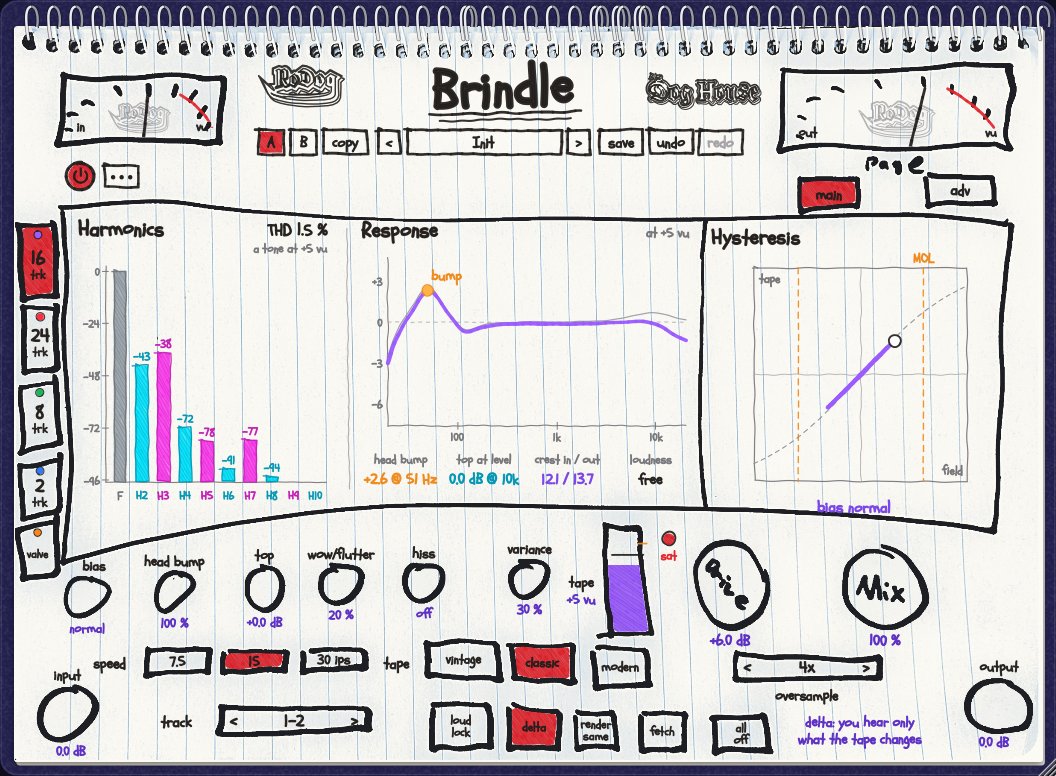 RoDog
Brindle
the Dog House
in
vu
RoDog
out
vu
RoDog
A
B
copy
<
Init
>
save
undo
redo
Page
main
adv
16
trk
24
trk
8
trk
2
trk
valve
Harmonics
THD 1.5 %
a tone at +5 vu
0
-24
-48
-72
-96
-43
-38
-72
-78
-91
-77
-94
F H2 H3 H4 H5 H6 H7 H8 H9 H10
Response
at +5 vu
bump
+3
0
-3
-6
100
1k
10k
head bump
+2.6 @ 51 Hz
top at level
0.0 dB @ 10k
crest in / out
12.1 / 13.7
loudness
free
Hysteresis
MOL
tape
field
bias normal
bias
normal
head bump
100 %
top
+0.0 dB
wow/flutter
20 %
hiss
off
variance
30 %
tape
+5 vu
sat
+6.0 dB
Mix
100 %
speed
7.5
15
30 ips
tape
vintage
classic
modern
<
4x
>
oversample
input
0.0 dB
track
<
1-2
>
loud
lock
delta
render
same
fetch
all
off
delta: you hear only
what the tape changes
output
0.0 dB